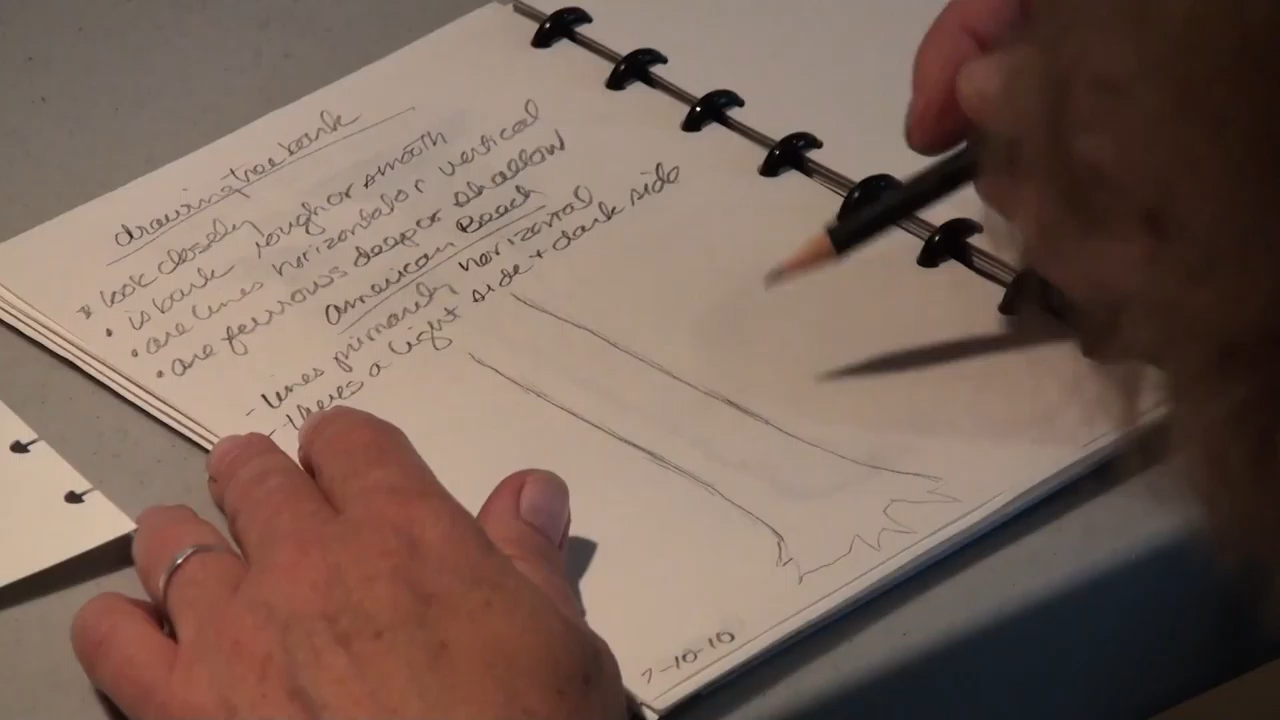 drawing tree bark
* look closely
• is bark rough or smooth
• are lines horizontal or vertical
• are furrows deep or shallow
American Beech
- lines primarily horizontal
- theres a light side + dark side
7-10-10